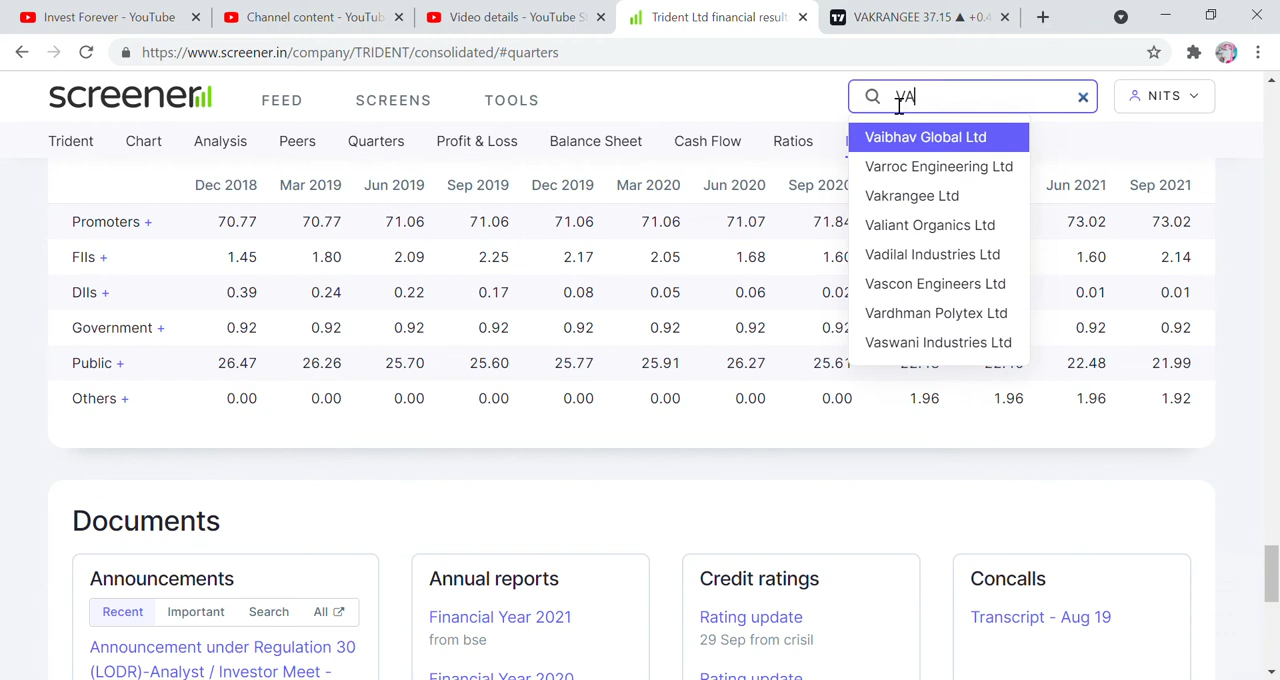 Invest Forever - YouTube
Channel content - YouTub
Video details - YouTube S
Trident Ltd financial result
VAKRANGEE 37.15 ▲ +0.4
https://www.screener.in/company/TRIDENT/consolidated/#quarters
screener
FEED SCREENS TOOLS
VA
NITS
Trident Chart Analysis Peers Quarters Profit & Loss Balance Sheet Cash Flow Ratios
Vaibhav Global Ltd
Varroc Engineering Ltd
Vakrangee Ltd
Valiant Organics Ltd
Vadilal Industries Ltd
Vascon Engineers Ltd
Vardhman Polytex Ltd
Vaswani Industries Ltd
Dec 2018 Mar 2019 Jun 2019 Sep 2019 Dec 2019 Mar 2020 Jun 2020 Sep 2020 Jun 2021 Sep 2021
Promoters + 70.77 70.77 71.06 71.06 71.06 71.06 71.07 71.84 73.02 73.02
FIIs + 1.45 1.80 2.09 2.25 2.17 2.05 1.68 1.60 1.60 2.14
DIIs + 0.39 0.24 0.22 0.17 0.08 0.05 0.06 0.02 0.01 0.01
Government + 0.92 0.92 0.92 0.92 0.92 0.92 0.92 0.92 0.92 0.92
Public + 26.47 26.26 25.70 25.60 25.77 25.91 26.27 25.61 22.48 21.99
Others + 0.00 0.00 0.00 0.00 0.00 0.00 0.00 0.00 1.96 1.96 1.96 1.92
Documents
Announcements
Recent Important Search All
Announcement under Regulation 30
(LODR)-Analyst / Investor Meet -
Annual reports
Financial Year 2021
from bse
Financial Year 2020
Credit ratings
Rating update
29 Sep from crisil
Rating update
Concalls
Transcript - Aug 19